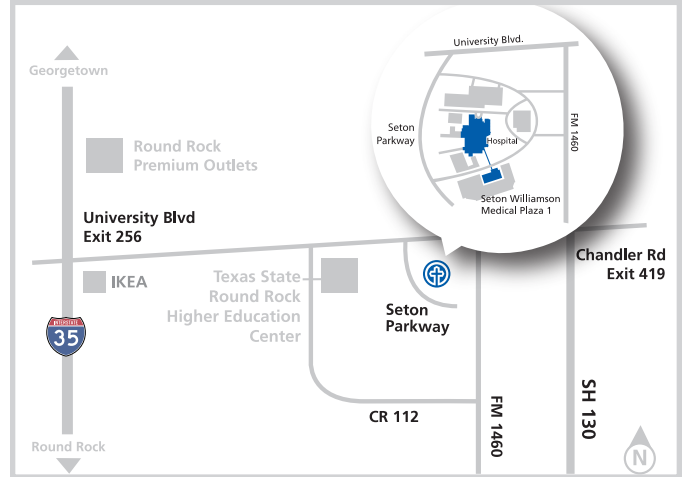 University Blvd.
Georgetown
Round Rock
Premium Outlets
Seton
Parkway
FM 1460
Hospital
Seton Williamson
Medical Plaza 1
University Blvd
Exit 256
Chandler Rd
Exit 419
IKEA
Texas State
Round Rock
Higher Education
Center
Seton
Parkway
INTERSTATE
35
CR 112
FM 1460
SH 130
Round Rock
N